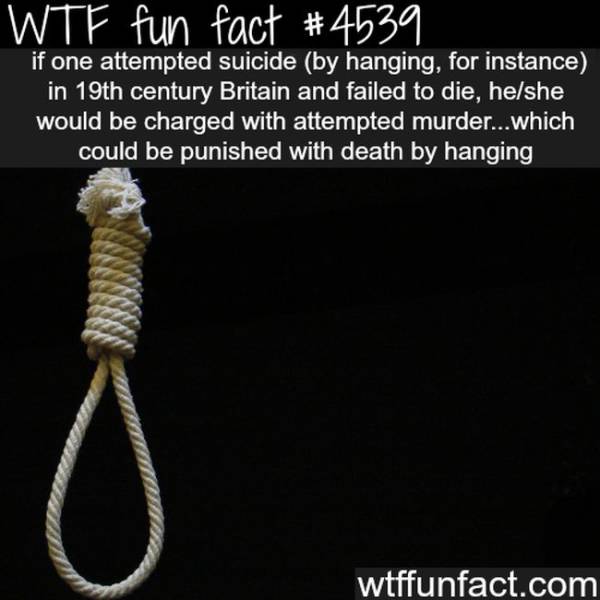 WTF fun fact #4539
if one attempted suicide (by hanging, for instance)
in 19th century Britain and failed to die, he/she
would be charged with attempted murder...which
could be punished with death by hanging
wtffunfact.com